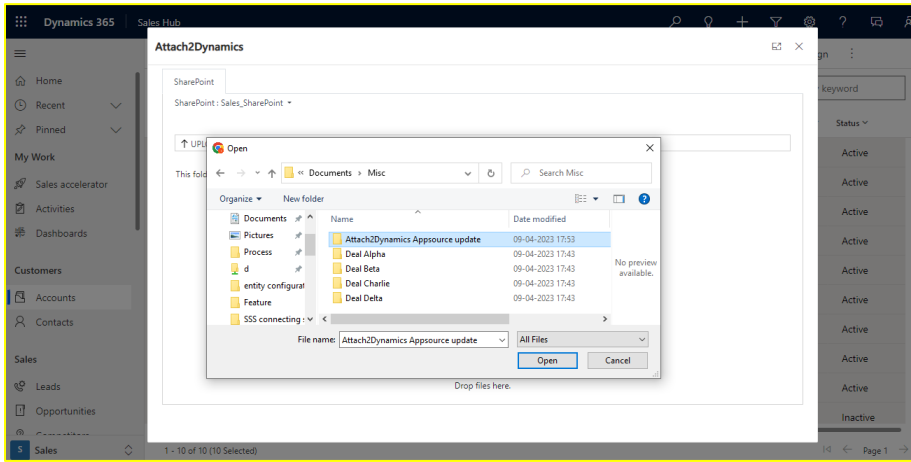 Dynamics 365 Sales Hub
Attach2Dynamics
Home
Recent
Pinned
My Work
Sales accelerator
Activities
Dashboards
Customers
Accounts
Contacts
Sales
Leads
Opportunities
S Sales
SharePoint
SharePoint : Sales_SharePoint
This fold
Open
« Documents › Misc
Search Misc
Organize New folder
Documents
Pictures
Process
d
entity configurat
Feature
SSS connecting
Name Date modified
Attach2Dynamics Appsource update 09-04-2023 17:53
Deal Alpha 09-04-2023 17:43
Deal Beta 09-04-2023 17:43
Deal Charlie 09-04-2023 17:43
Deal Delta 09-04-2023 17:43
No preview
available.
File name: Attach2Dynamics Appsource update All Files
Open Cancel
Drop files here.
gn
keyword
Status
Active
Active
Active
Active
Active
Active
Active
Active
Active
Inactive
1 - 10 of 10 (10 Selected) Page 1